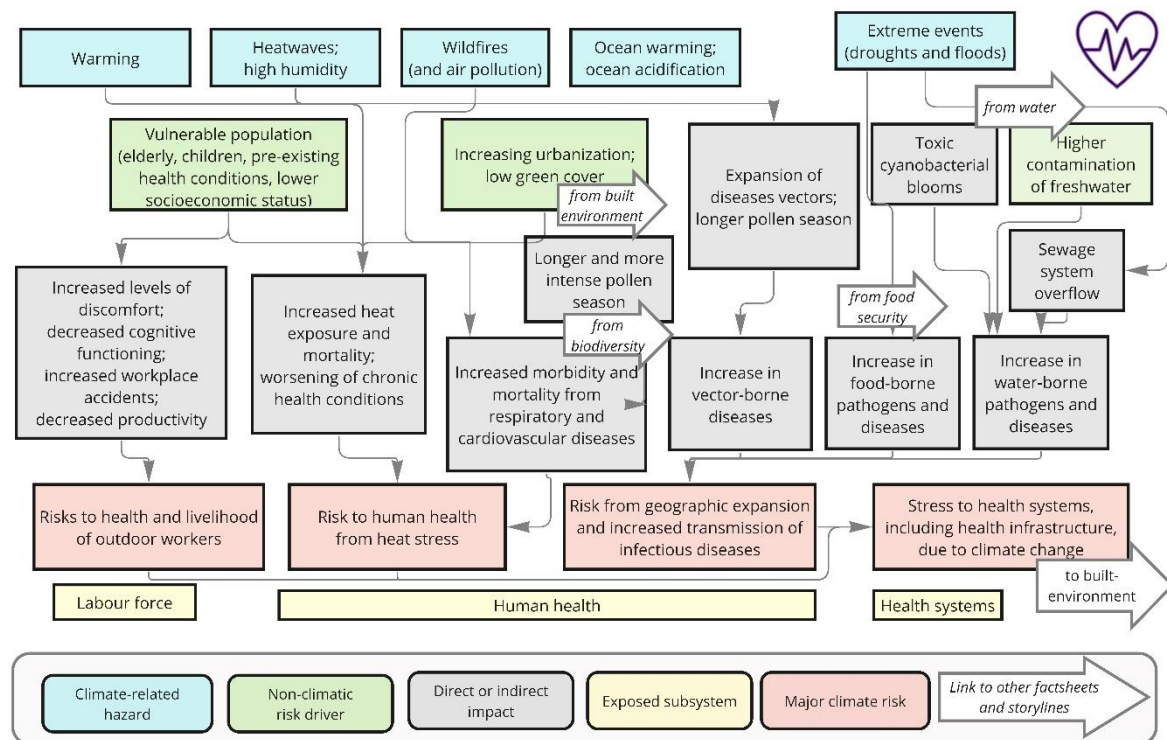 Warming
Heatwaves;
high humidity
Wildfires
(and air pollution)
Ocean warming;
ocean acidification
Extreme events
(droughts and floods)
from water
Vulnerable population
(elderly, children, pre-existing
health conditions, lower
socioeconomic status)
Increasing urbanization;
low green cover
from built
environment
Expansion of
diseases vectors;
longer pollen season
Toxic
cyanobacterial
blooms
Higher
contamination
of freshwater
Longer and more
intense pollen
season
from
biodiversity
from food
security
Sewage
system
overflow
Increased levels of
discomfort;
decreased cognitive
functioning;
increased workplace
accidents;
decreased productivity
Increased heat
exposure and
mortality;
worsening of chronic
health conditions
Increased morbidity and
mortality from
respiratory and
cardiovascular diseases
Increase in
vector-borne
diseases
Increase in
food-borne
pathogens and
diseases
Increase in
water-borne
pathogens and
diseases
Risks to health and livelihood
of outdoor workers
Risk to human health
from heat stress
Risk from geographic expansion
and increased transmission of
infectious diseases
Stress to health systems,
including health infrastructure,
due to climate change
to built-
environment
Labour force
Human health
Health systems
Climate-related
hazard
Non-climatic
risk driver
Direct or indirect
impact
Exposed subsystem
Major climate risk
Link to other factsheets
and storylines